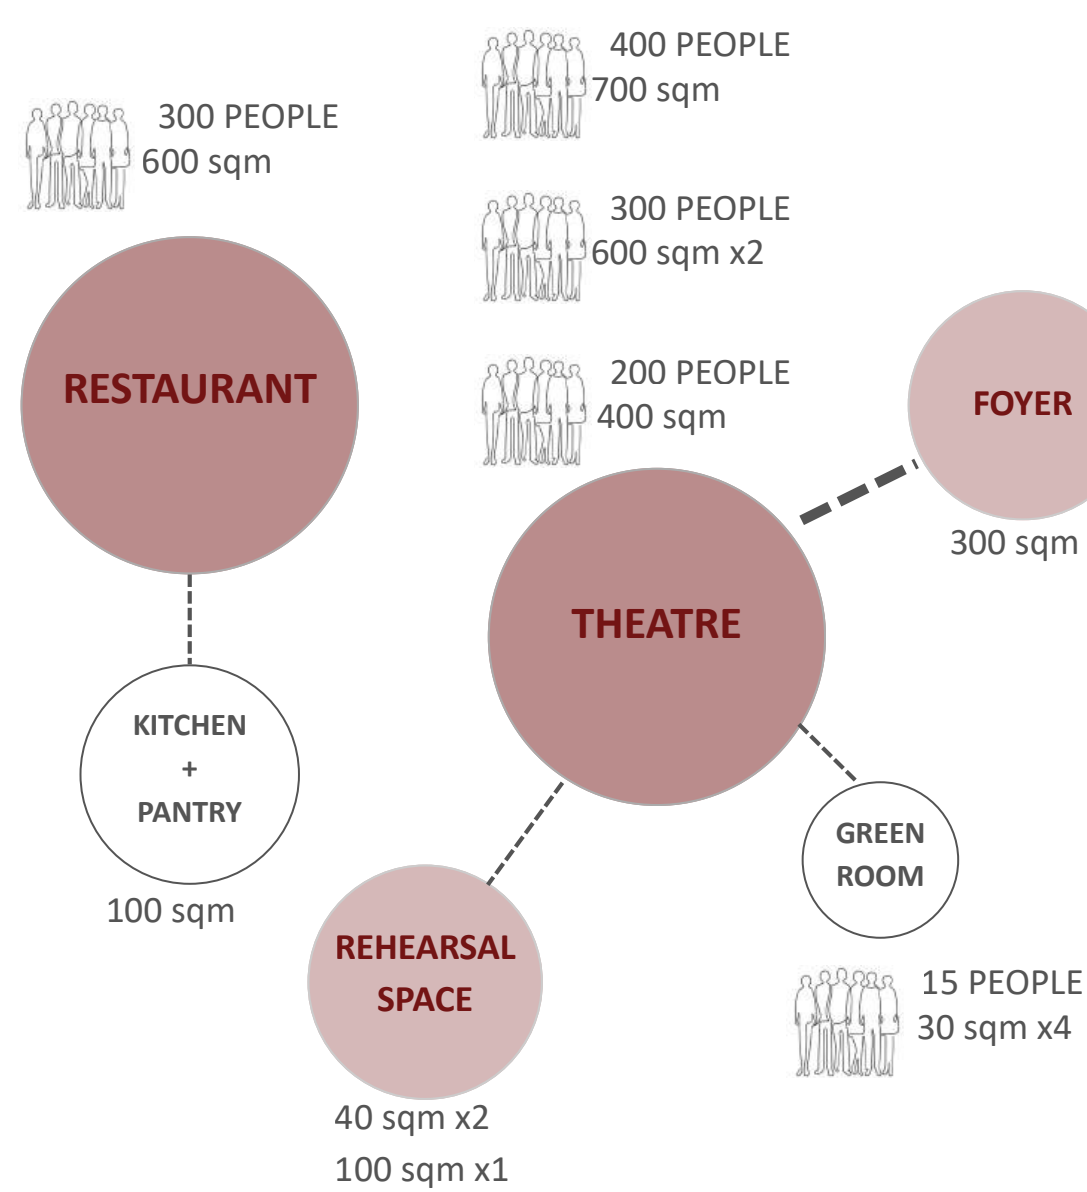 400 PEOPLE
700 sqm
300 PEOPLE
600 sqm
300 PEOPLE
600 sqm x2
200 PEOPLE
400 sqm
RESTAURANT
FOYER
300 sqm
THEATRE
KITCHEN
+
PANTRY
100 sqm
GREEN
ROOM
15 PEOPLE
30 sqm x4
REHEARSAL
SPACE
40 sqm x2
100 sqm x1